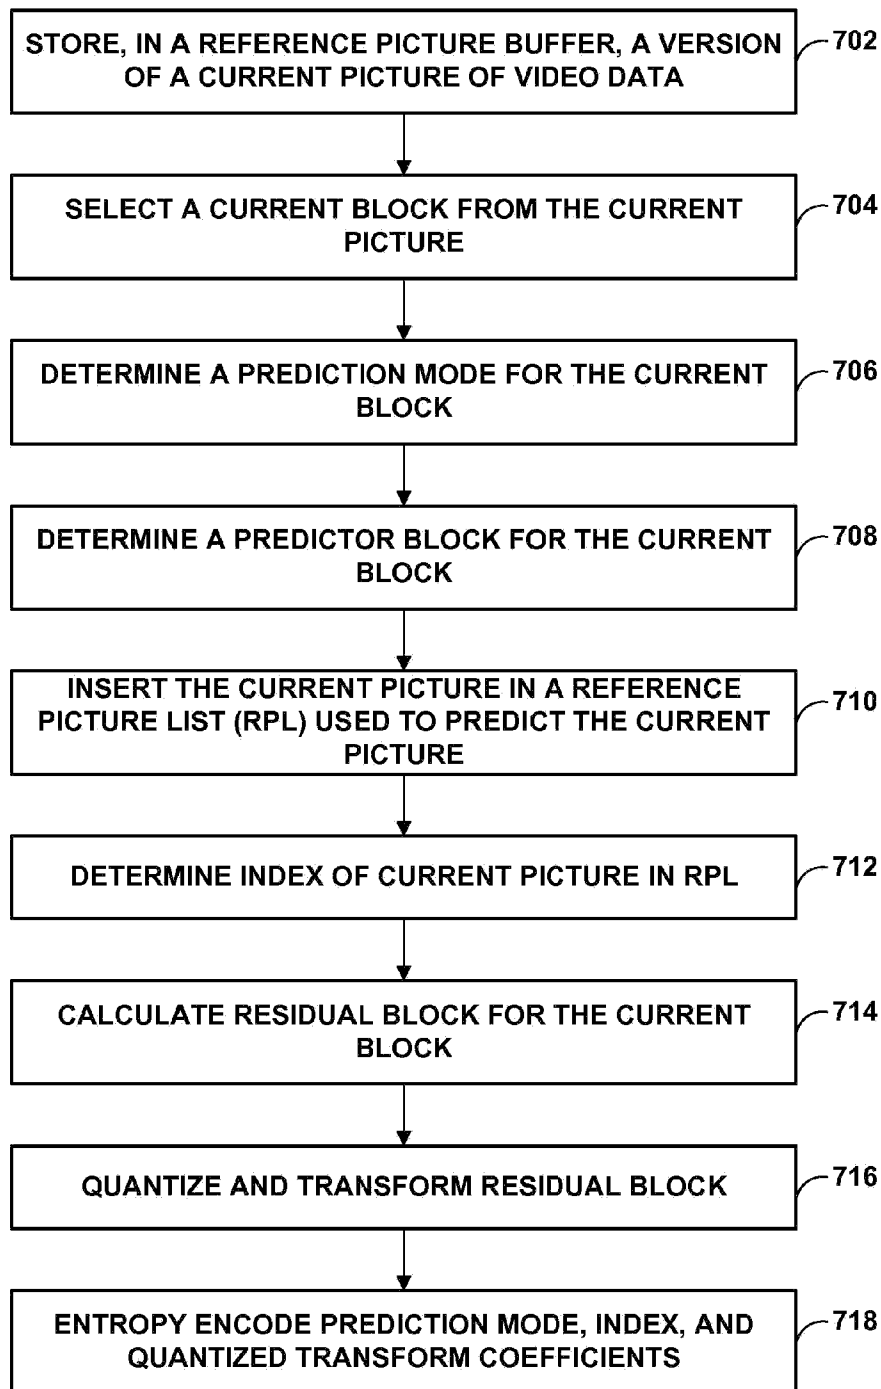 STORE, IN A REFERENCE PICTURE BUFFER, A VERSION
OF A CURRENT PICTURE OF VIDEO DATA
702
SELECT A CURRENT BLOCK FROM THE CURRENT
PICTURE
704
DETERMINE A PREDICTION MODE FOR THE CURRENT
BLOCK
706
DETERMINE A PREDICTOR BLOCK FOR THE CURRENT
BLOCK
708
INSERT THE CURRENT PICTURE IN A REFERENCE
PICTURE LIST (RPL) USED TO PREDICT THE CURRENT
PICTURE
710
DETERMINE INDEX OF CURRENT PICTURE IN RPL
712
CALCULATE RESIDUAL BLOCK FOR THE CURRENT
BLOCK
714
QUANTIZE AND TRANSFORM RESIDUAL BLOCK
716
ENTROPY ENCODE PREDICTION MODE, INDEX, AND
QUANTIZED TRANSFORM COEFFICIENTS
718